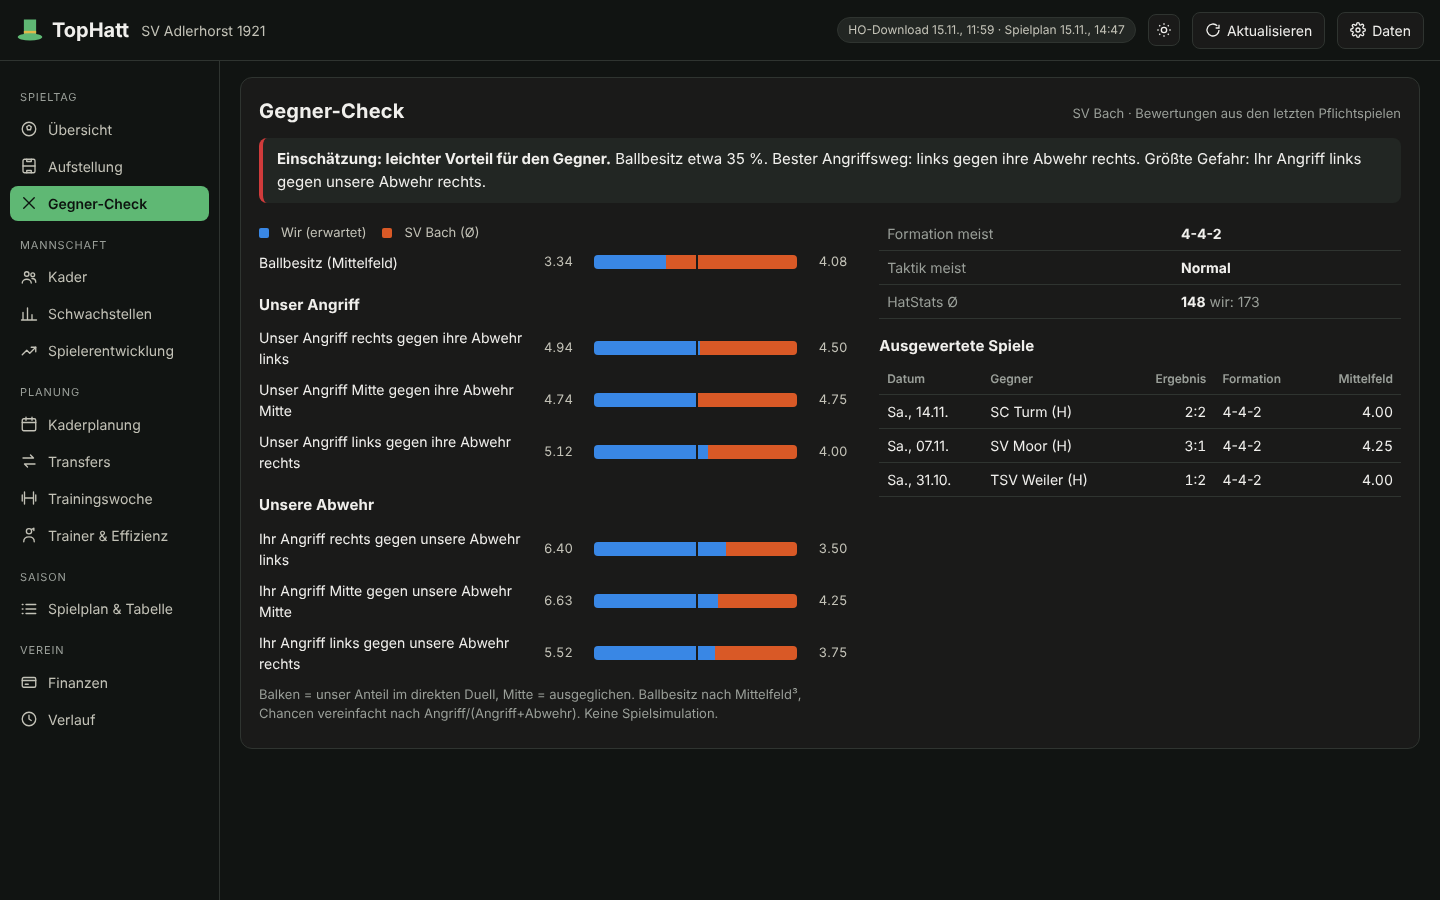 TopHatt SV Adlerhorst 1921
HO-Download 15.11., 11:59 · Spielplan 15.11., 14:47
Aktualisieren
Daten
SPIELTAG
Übersicht
Aufstellung
Gegner-Check
MANNSCHAFT
Kader
Schwachstellen
Spielerentwicklung
PLANUNG
Kaderplanung
Transfers
Trainingswoche
Trainer & Effizienz
SAISON
Spielplan & Tabelle
VEREIN
Finanzen
Verlauf
Gegner-Check
SV Bach · Bewertungen aus den letzten Pflichtspielen
Einschätzung: leichter Vorteil für den Gegner. Ballbesitz etwa 35 %. Bester Angriffsweg: links gegen ihre Abwehr rechts. Größte Gefahr: Ihr Angriff links
gegen unsere Abwehr rechts.
Wir (erwartet) SV Bach (Ø)
Ballbesitz (Mittelfeld) 3.34 4.08
Unser Angriff
Unser Angriff rechts gegen ihre Abwehr
links
4.94 4.50
Unser Angriff Mitte gegen ihre Abwehr
Mitte
4.74 4.75
Unser Angriff links gegen ihre Abwehr
rechts
5.12 4.00
Unsere Abwehr
Ihr Angriff rechts gegen unsere Abwehr
links
6.40 3.50
Ihr Angriff Mitte gegen unsere Abwehr
Mitte
6.63 4.25
Ihr Angriff links gegen unsere Abwehr
rechts
5.52 3.75
Balken = unser Anteil im direkten Duell, Mitte = ausgeglichen. Ballbesitz nach Mittelfeld³,
Chancen vereinfacht nach Angriff/(Angriff+Abwehr). Keine Spielsimulation.
Formation meist 4-4-2
Taktik meist Normal
HatStats Ø 148 wir: 173
Ausgewertete Spiele
Datum Gegner Ergebnis Formation Mittelfeld
Sa., 14.11. SC Turm (H) 2:2 4-4-2 4.00
Sa., 07.11. SV Moor (H) 3:1 4-4-2 4.25
Sa., 31.10. TSV Weiler (H) 1:2 4-4-2 4.00